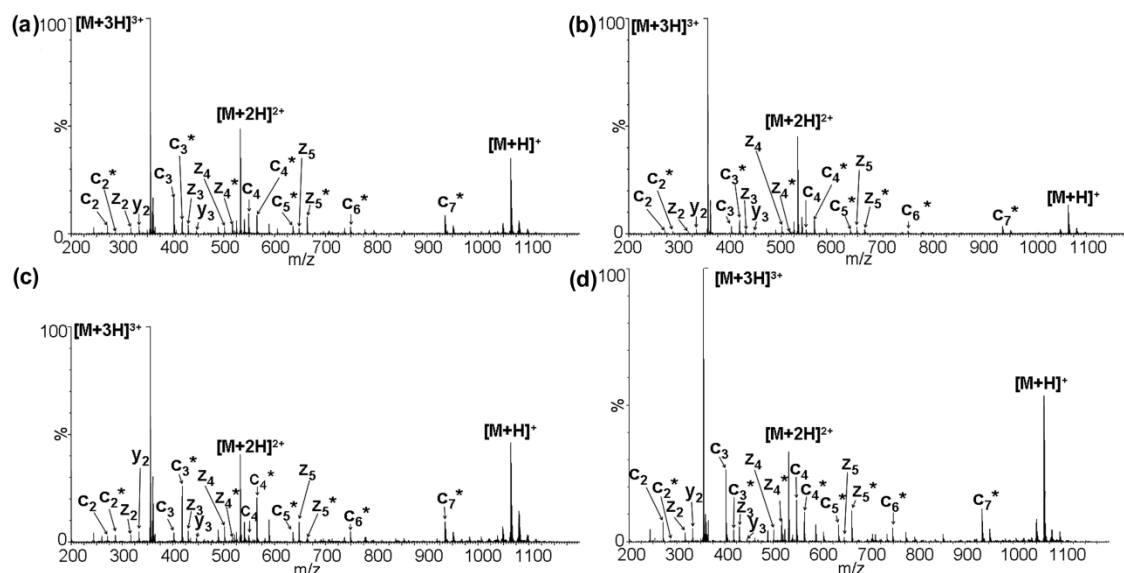 (a)
100
[M+3H]³⁺
[M+2H]²⁺
[M+H]⁺
%
0
C₂
C₂*
Z₂
y₂
C₃
C₃*
Z₃
y₃
Z₄
Z₄*
C₄
C₄*
C₅*
Z₅
Z₅*
C₆*
C₇*
200 300 400 500 600 700 800 900 1000 1100
m/z
(b)
100
[M+3H]³⁺
[M+2H]²⁺
[M+H]⁺
%
0
C₂
C₂*
Z₂
y₂
C₃
C₃*
Z₃
y₃
Z₄
Z₄*
C₄
C₄*
C₅*
Z₅
Z₅*
C₆*
C₇*
200 300 400 500 600 700 800 900 1000 1100
m/z
(c)
100
[M+3H]³⁺
[M+2H]²⁺
[M+H]⁺
%
0
C₂
C₂*
Z₂
y₂
C₃
C₃*
Z₃
y₃
Z₄
Z₄*
C₄
C₄*
C₅*
Z₅
Z₅*
C₆*
C₇*
200 300 400 500 600 700 800 900 1000 1100
m/z
(d)
100
[M+3H]³⁺
[M+2H]²⁺
[M+H]⁺
%
0
C₂
C₂*
Z₂
y₂
C₃
C₃*
Z₃
y₃
Z₄
Z₄*
C₄
C₄*
C₅*
Z₅
Z₅*
C₆*
C₇*
200 300 400 500 600 700 800 900 1000 1100
m/z